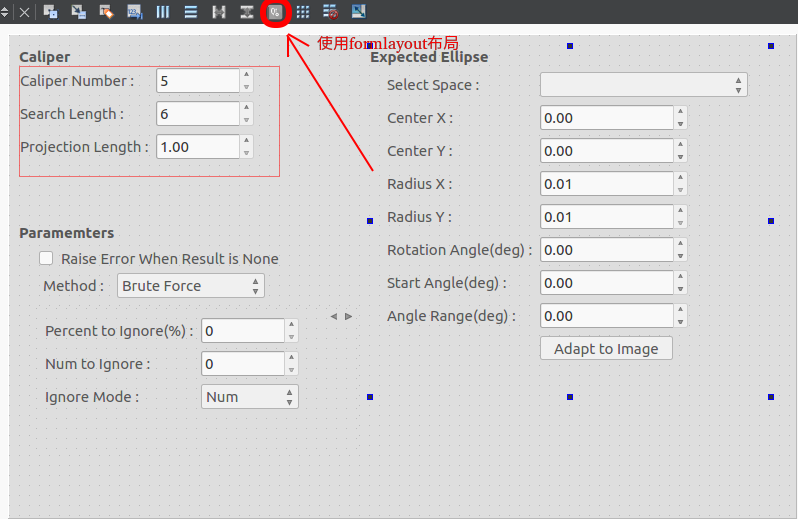 使用formlayout布局
Caliper
Caliper Number :
5
Search Length :
6
Projection Length :
1.00
Paramemters
Raise Error When Result is None
Method :
Brute Force
Percent to Ignore(%) :
0
Num to Ignore :
0
Ignore Mode :
Num
Expected Ellipse
Select Space :
Center X :
0.00
Center Y :
0.00
Radius X :
0.01
Radius Y :
0.01
Rotation Angle(deg) :
0.00
Start Angle(deg) :
0.00
Angle Range(deg) :
0.00
Adapt to Image